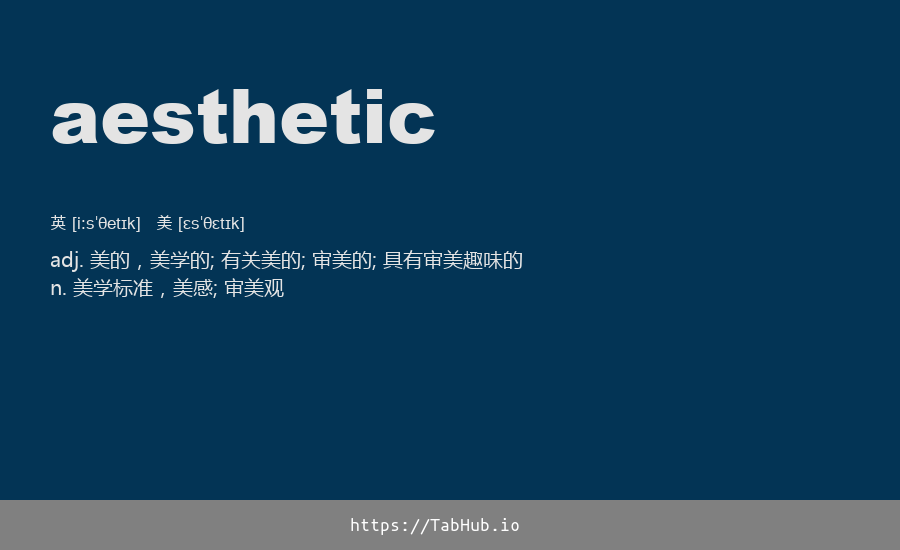 aesthetic
英 [i:sˈθetɪk] 美 [ɛsˈθɛtɪk]
adj. 美的，美学的; 有关美的; 审美的; 具有审美趣味的
n. 美学标准，美感; 审美观
https://TabHub.io